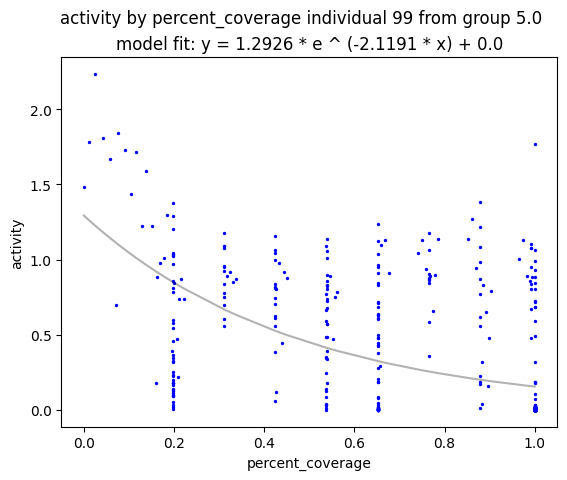 activity by percent_coverage individual 99 from group 5.0
model fit: y = 1.2926 * e ^ (-2.1191 * x) + 0.0
2.0
1.5
1.0
0.5
0.0
activity
0.0 0.2 0.4 0.6 0.8 1.0
percent_coverage